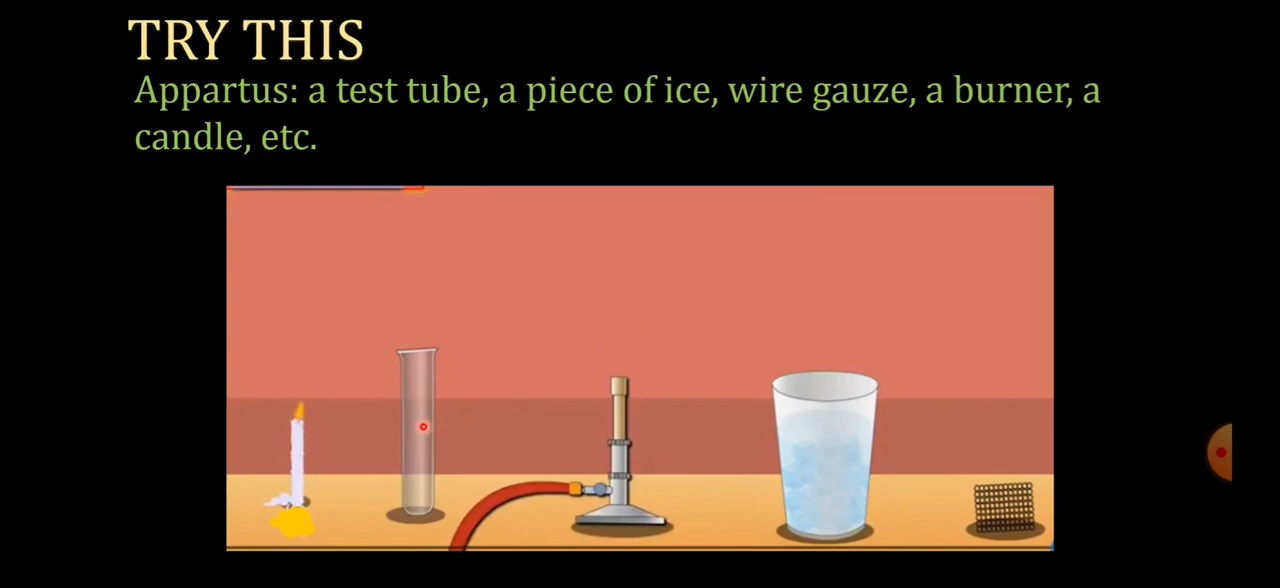 TRY THIS
Appartus: a test tube, a piece of ice, wire gauze, a burner, a
candle, etc.